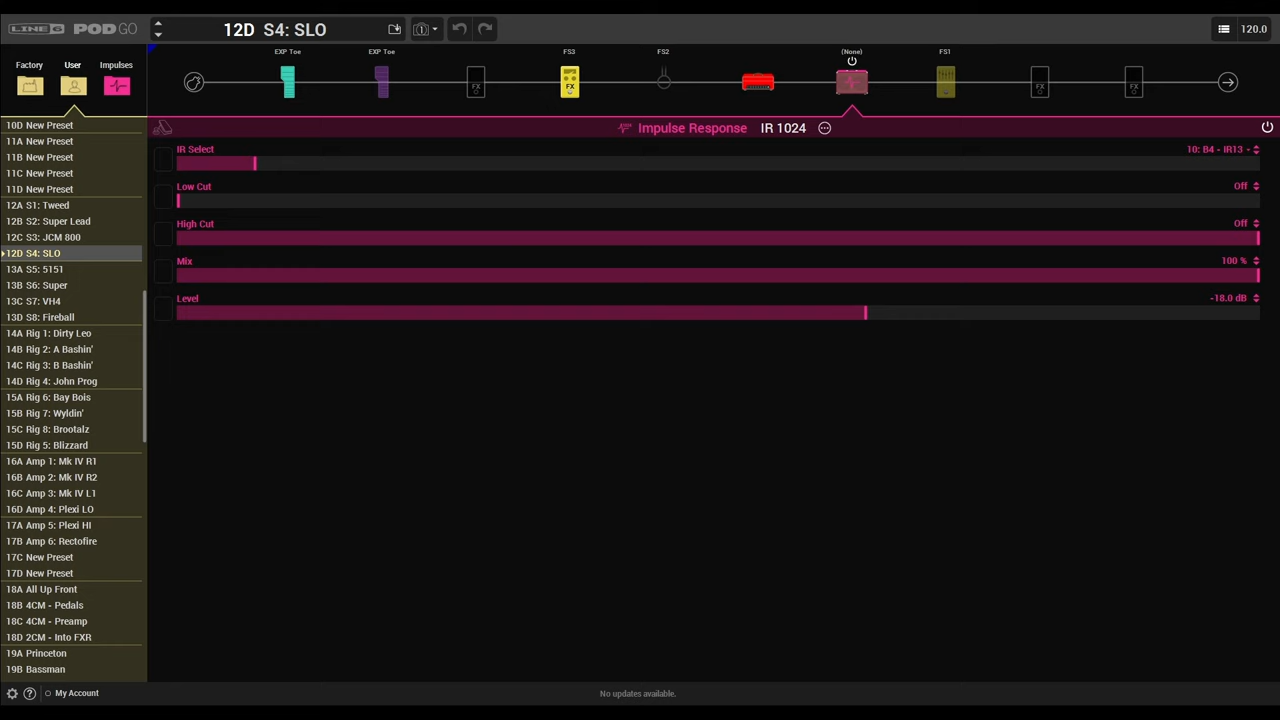 LINE 6 POD GO
12D S4: SLO
1
120.0
Factory
User
Impulses
EXP Toe
EXP Toe
FS3
FS2
(None)
FS1
FX
FX
FX
FX
10D New Preset
11A New Preset
11B New Preset
11C New Preset
11D New Preset
12A S1: Tweed
12B S2: Super Lead
12C S3: JCM 800
12D S4: SLO
13A S5: 5151
13B S6: Super
13C S7: VH4
13D S8: Fireball
14A Rig 1: Dirty Leo
14B Rig 2: A Bashin'
14C Rig 3: B Bashin'
14D Rig 4: John Prog
15A Rig 6: Bay Bois
15B Rig 7: Wyldin'
15C Rig 8: Brootalz
15D Rig 5: Blizzard
16A Amp 1: Mk IV R1
16B Amp 2: Mk IV R2
16C Amp 3: Mk IV L1
16D Amp 4: Plexi LO
17A Amp 5: Plexi HI
17B Amp 6: Rectofire
17C New Preset
17D New Preset
18A All Up Front
18B 4CM - Pedals
18C 4CM - Preamp
18D 2CM - Into FXR
19A Princeton
19B Bassman
Impulse Response IR 1024
IR Select 10: B4 - IR13
Low Cut Off
High Cut Off
Mix 100 %
Level -18.0 dB
? My Account
No updates available.